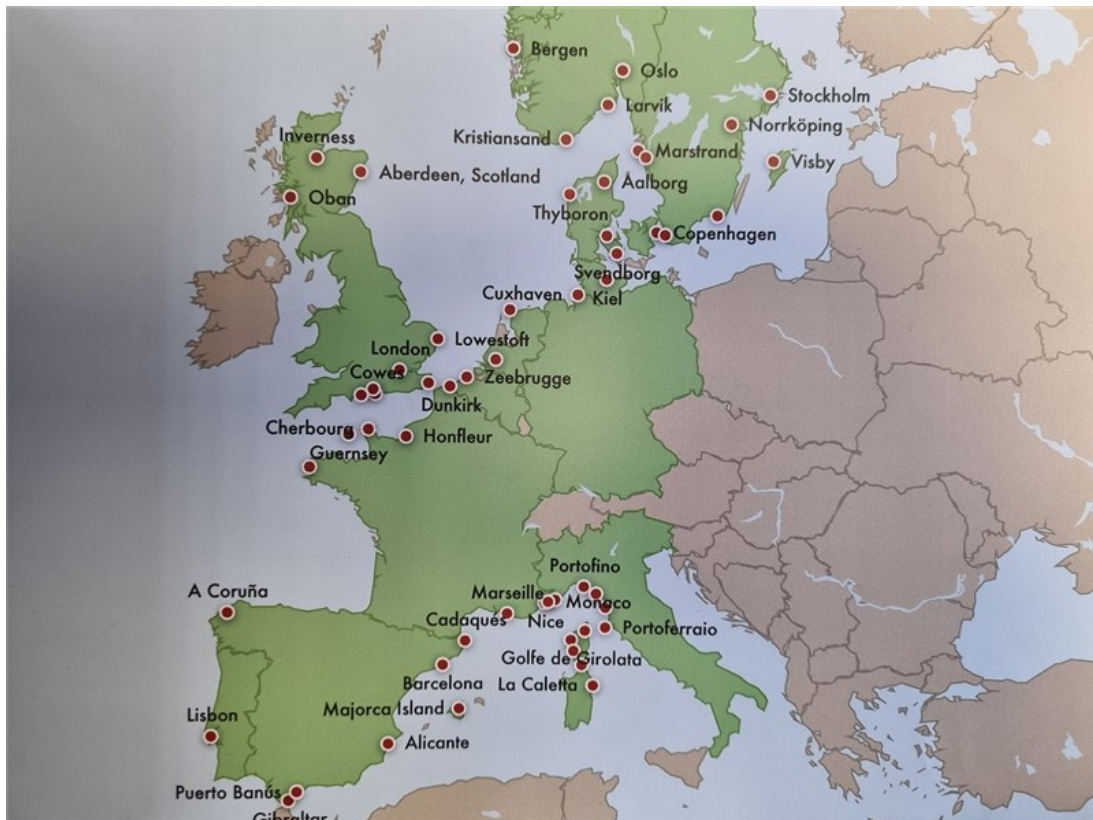 Bergen
Oslo
Stockholm
Larvik
Norrköping
Kristiansand
Inverness
Marstrand
Visby
Aberdeen, Scotland
Aalborg
Oban
Thyboron
Copenhagen
Svendborg
Cuxhaven
Kiel
Lowestoft
London
Cowes
Zeebrugge
Dunkirk
Cherbourg
Honfleur
Guernsey
Portofino
A Coruña
Marseille
Monaco
Cadaqués
Nice
Portoferraio
Golfe de Girolata
Barcelona
La Caletta
Majorca Island
Lisbon
Alicante
Puerto Banús
Gibraltar